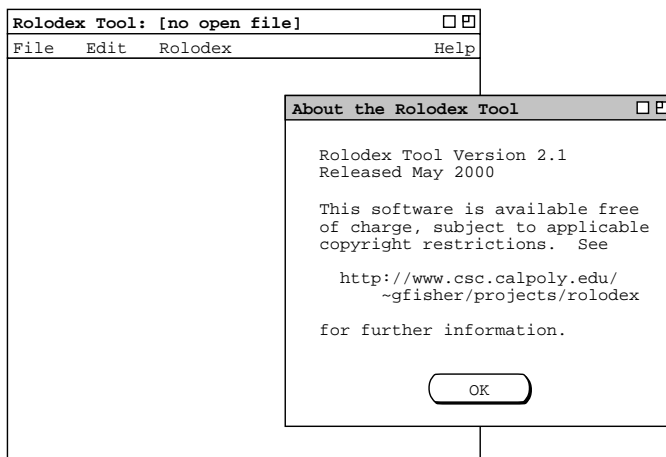 Rolodex Tool: [no open file]
File Edit Rolodex Help
About the Rolodex Tool
Rolodex Tool Version 2.1
Released May 2000
This software is available free
of charge, subject to applicable
copyright restrictions. See
http://www.csc.calpoly.edu/
~gfisher/projects/rolodex
for further information.
OK